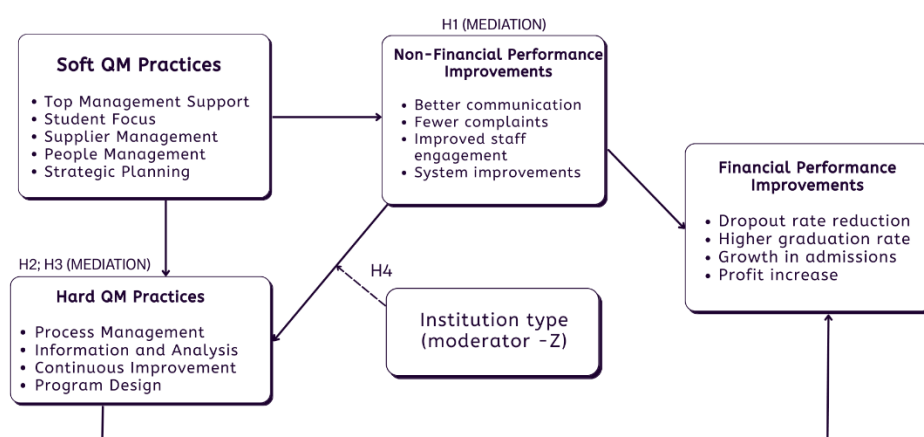 H1 (MEDIATION)
Soft QM Practices
• Top Management Support
• Student Focus
• Supplier Management
• People Management
• Strategic Planning
Non-Financial Performance
Improvements
• Better communication
• Fewer complaints
• Improved staff
engagement
• System improvements
Financial Performance
Improvements
• Dropout rate reduction
• Higher graduation rate
• Growth in admissions
• Profit increase
H2; H3 (MEDIATION)
Hard QM Practices
• Process Management
• Information and Analysis
• Continuous Improvement
• Program Design
H4
Institution type
(moderator -Z)